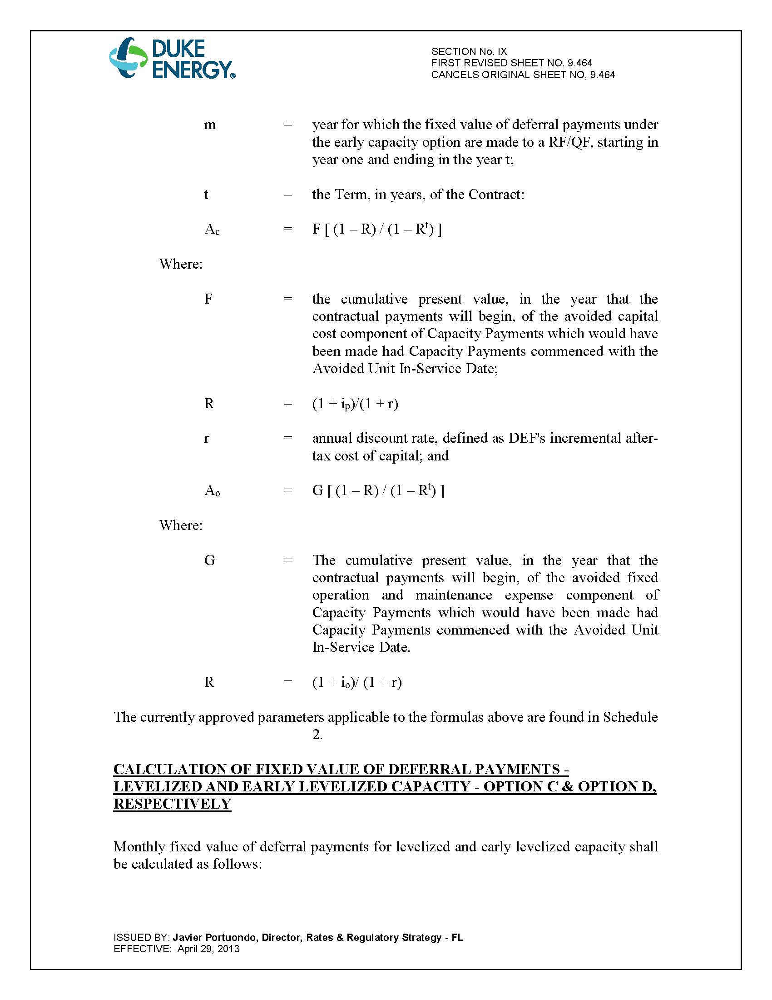 DUKE
ENERGY®
SECTION No. IX
FIRST REVISED SHEET NO. 9.464
CANCELS ORIGINAL SHEET NO, 9.464
m = year for which the fixed value of deferral payments under
the early capacity option are made to a RF/QF, starting in
year one and ending in the year t;
t = the Term, in years, of the Contract:
Ac = F [ (1 – R) / (1 – Rᵗ) ]
Where:
F = the cumulative present value, in the year that the
contractual payments will begin, of the avoided capital
cost component of Capacity Payments which would have
been made had Capacity Payments commenced with the
Avoided Unit In-Service Date;
R = (1 + iₚ)/(1 + r)
r = annual discount rate, defined as DEF's incremental after-
tax cost of capital; and
Aₒ = G [ (1 – R) / (1 – Rᵗ) ]
Where:
G = The cumulative present value, in the year that the
contractual payments will begin, of the avoided fixed
operation and maintenance expense component of
Capacity Payments which would have been made had
Capacity Payments commenced with the Avoided Unit
In-Service Date.
R = (1 + iₒ)/ (1 + r)
The currently approved parameters applicable to the formulas above are found in Schedule
2.
CALCULATION OF FIXED VALUE OF DEFERRAL PAYMENTS -
LEVELIZED AND EARLY LEVELIZED CAPACITY - OPTION C & OPTION D,
RESPECTIVELY
Monthly fixed value of deferral payments for levelized and early levelized capacity shall
be calculated as follows:
ISSUED BY: Javier Portuondo, Director, Rates & Regulatory Strategy - FL
EFFECTIVE: April 29, 2013